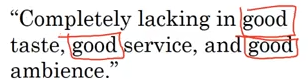 “Completely lacking in good
taste, good service, and good
ambience.”